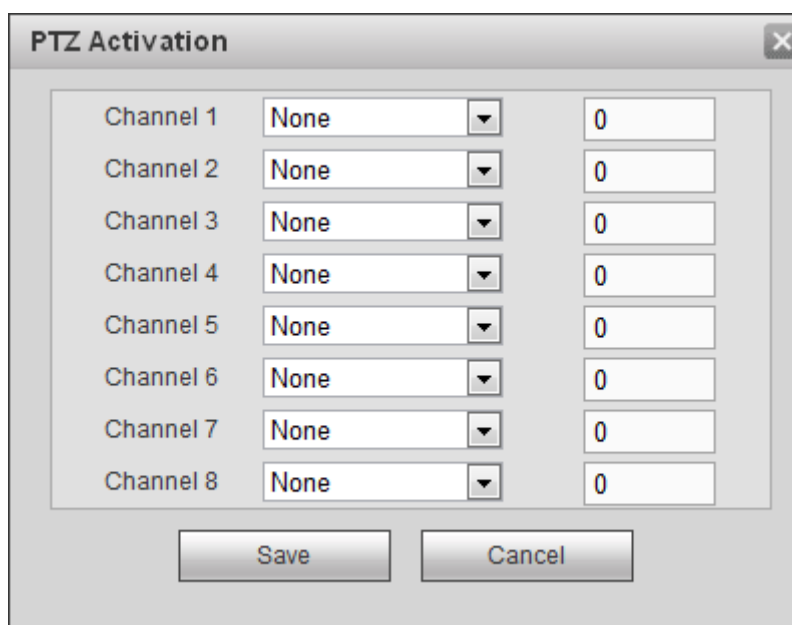 PTZ Activation
Channel 1 None 0
Channel 2 None 0
Channel 3 None 0
Channel 4 None 0
Channel 5 None 0
Channel 6 None 0
Channel 7 None 0
Channel 8 None 0
Save Cancel